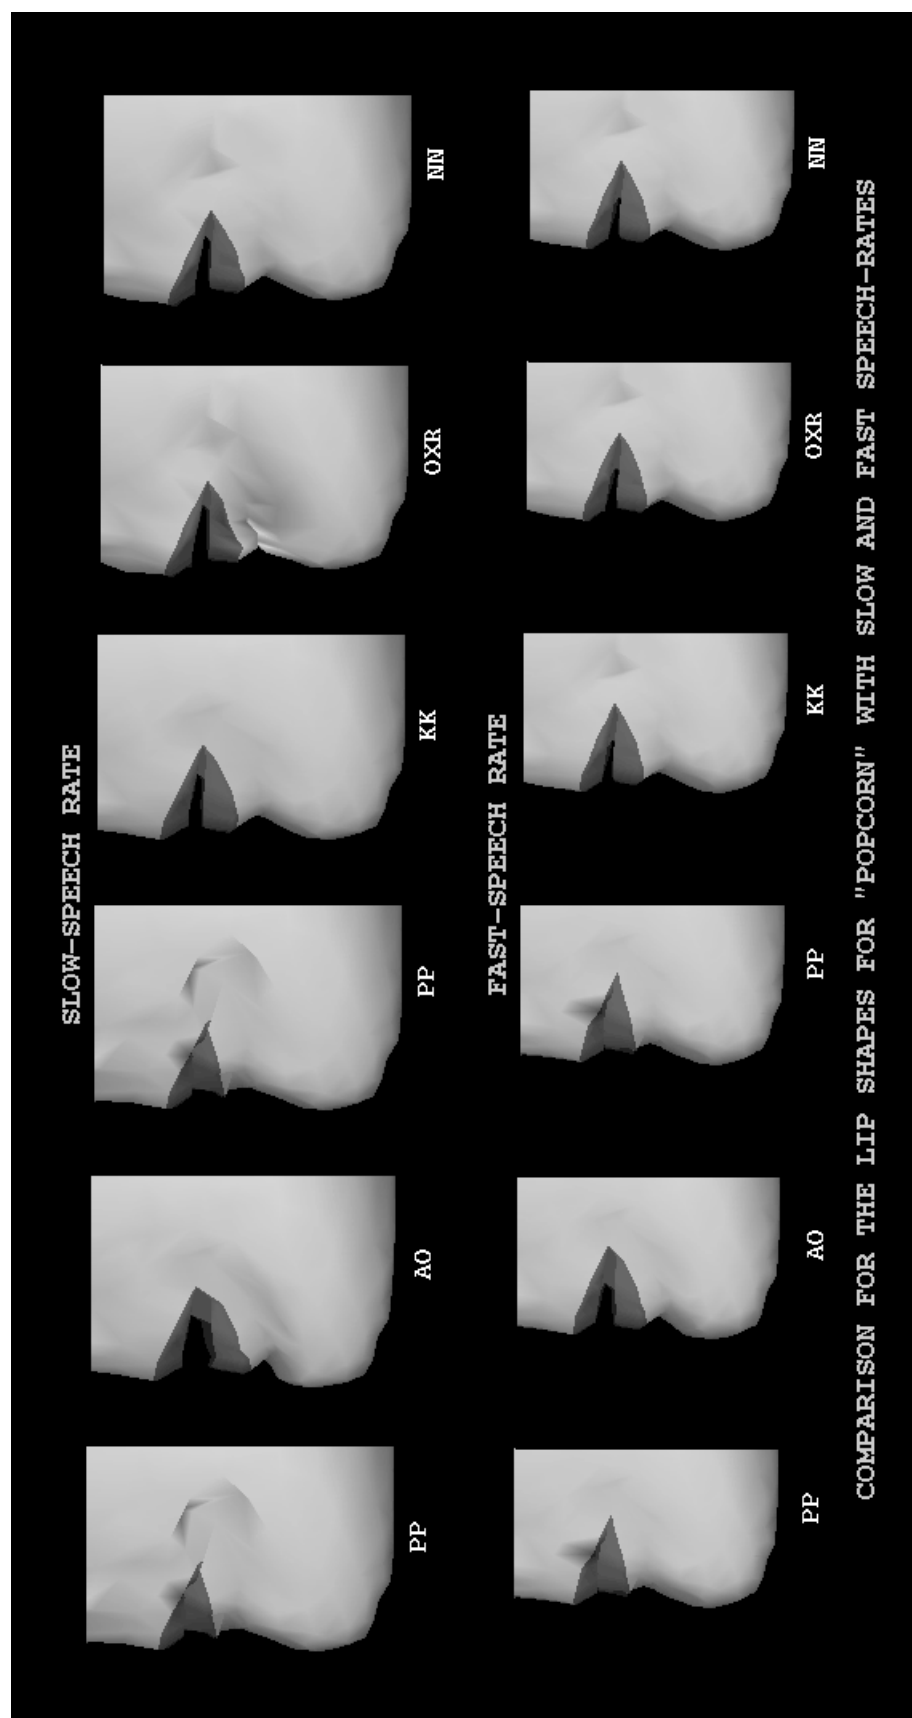 SLOW-SPEECH RATE
PP AO PP KK OXR NN
FAST-SPEECH RATE
PP AO PP KK OXR NN
COMPARISON FOR THE LIP SHAPES FOR "POPCORN" WITH SLOW AND FAST SPEECH-RATES